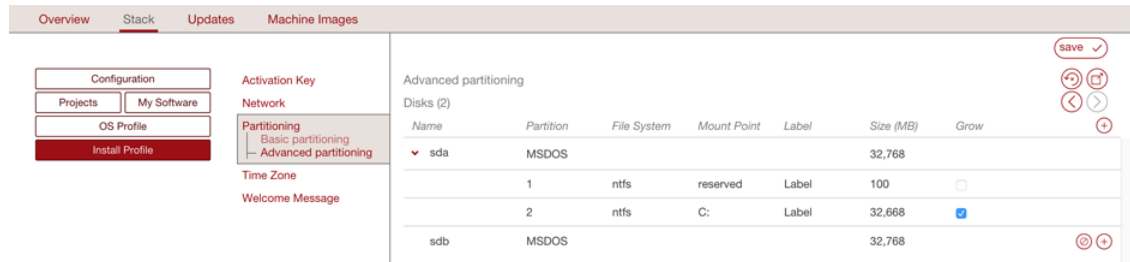 Overview Stack Updates Machine Images
save
Configuration
Projects My Software
OS Profile
Install Profile
Activation Key
Network
Partitioning
Basic partitioning
Advanced partitioning
Time Zone
Welcome Message
Advanced partitioning
Disks (2)
Name Partition File System Mount Point Label Size (MB) Grow
sda MSDOS 32,768
1 ntfs reserved Label 100
2 ntfs C: Label 32,668
sdb MSDOS 32,768